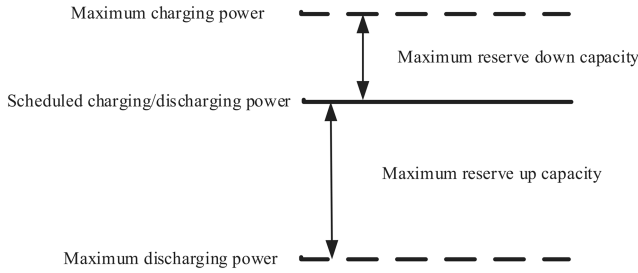 Maximum charging power
Maximum reserve down capacity
Scheduled charging/discharging power
Maximum reserve up capacity
Maximum discharging power